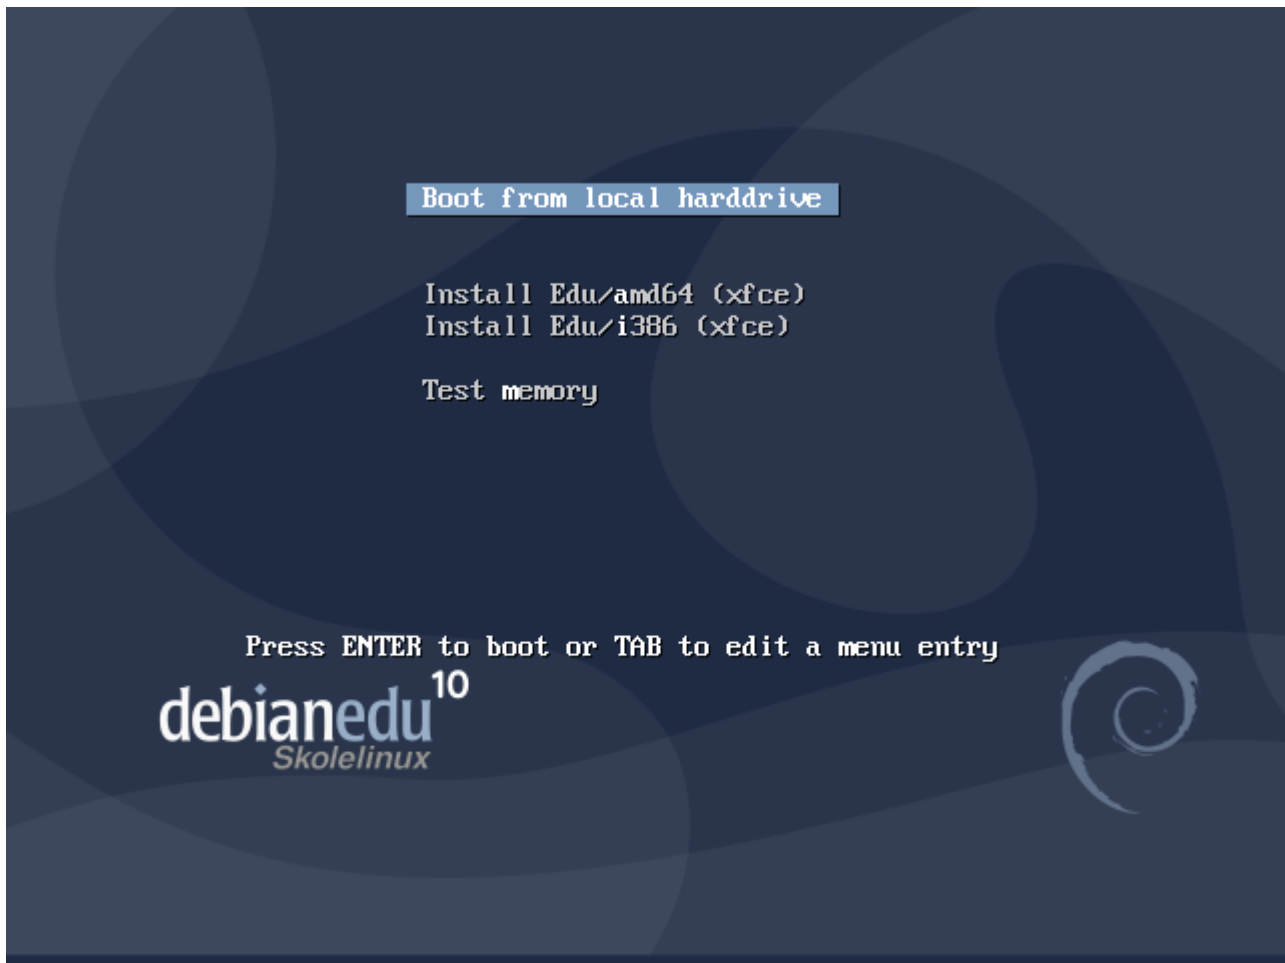 Boot from local harddrive
Install Edu/amd64 (xfce)
Install Edu/i386 (xfce)
Test memory
Press ENTER to boot or TAB to edit a menu entry
debianedu 10
Skolelinux